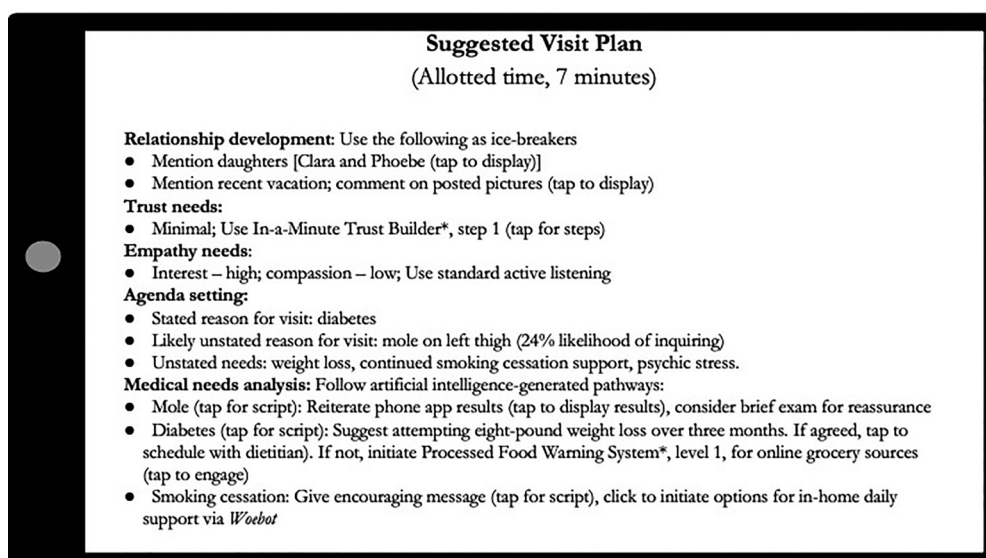 Suggested Visit Plan
(Allotted time, 7 minutes)
Relationship development: Use the following as ice-breakers
● Mention daughters [Clara and Phoebe (tap to display)]
● Mention recent vacation; comment on posted pictures (tap to display)
Trust needs:
● Minimal; Use In-a-Minute Trust Builder*, step 1 (tap for steps)
Empathy needs:
● Interest – high; compassion – low; Use standard active listening
Agenda setting:
● Stated reason for visit: diabetes
● Likely unstated reason for visit: mole on left thigh (24% likelihood of inquiring)
● Unstated needs: weight loss, continued smoking cessation support, psychic stress.
Medical needs analysis: Follow artificial intelligence-generated pathways:
● Mole (tap for script): Reiterate phone app results (tap to display results), consider brief exam for reassurance
● Diabetes (tap for script): Suggest attempting eight-pound weight loss over three months. If agreed, tap to
schedule with dietitian). If not, initiate Processed Food Warning System*, level 1, for online grocery sources
(tap to engage)
● Smoking cessation: Give encouraging message (tap for script), click to initiate options for in-home daily
support via Woebot